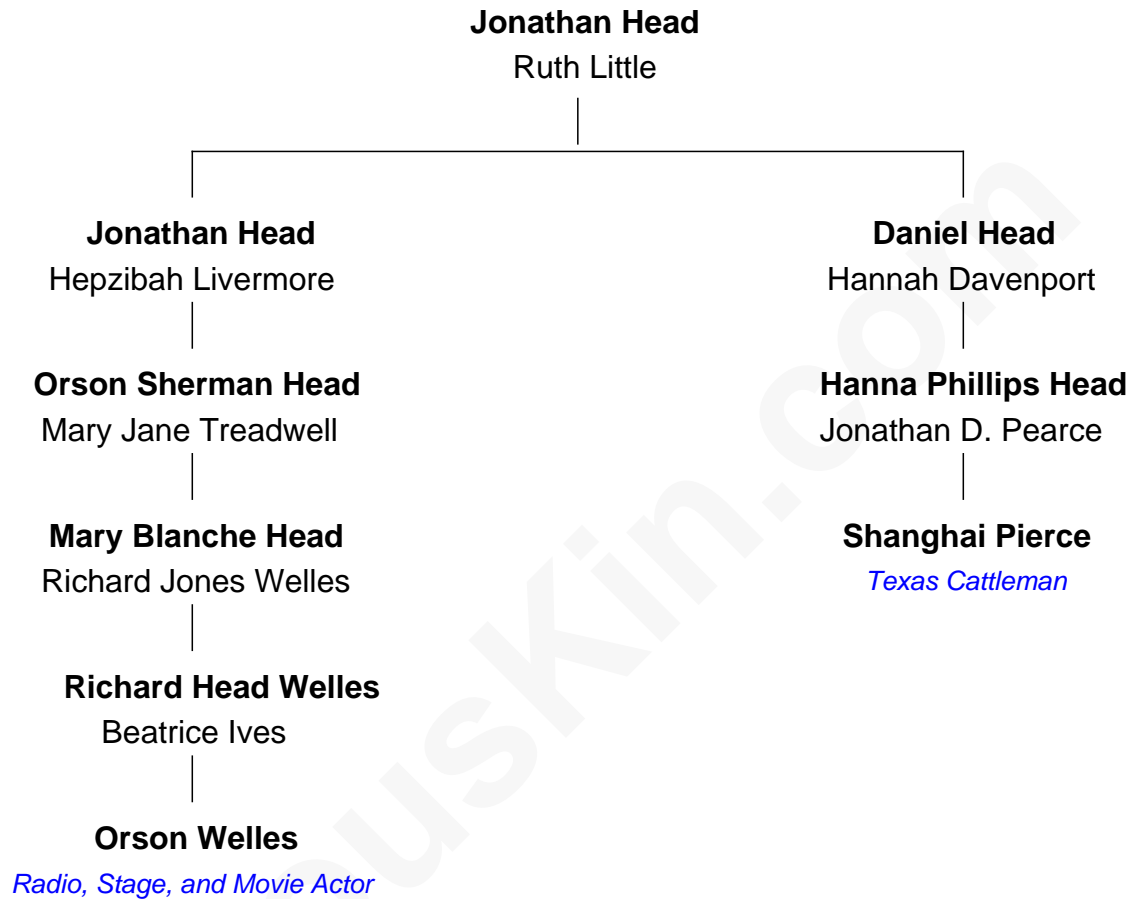 Jonathan Head
Ruth Little
Jonathan Head
Hepzibah Livermore
Daniel Head
Hannah Davenport
Orson Sherman Head
Mary Jane Treadwell
Hanna Phillips Head
Jonathan D. Pearce
Mary Blanche Head
Richard Jones Welles
Shanghai Pierce
Texas Cattleman
Richard Head Welles
Beatrice Ives
Orson Welles
Radio, Stage, and Movie Actor
ousKin.com